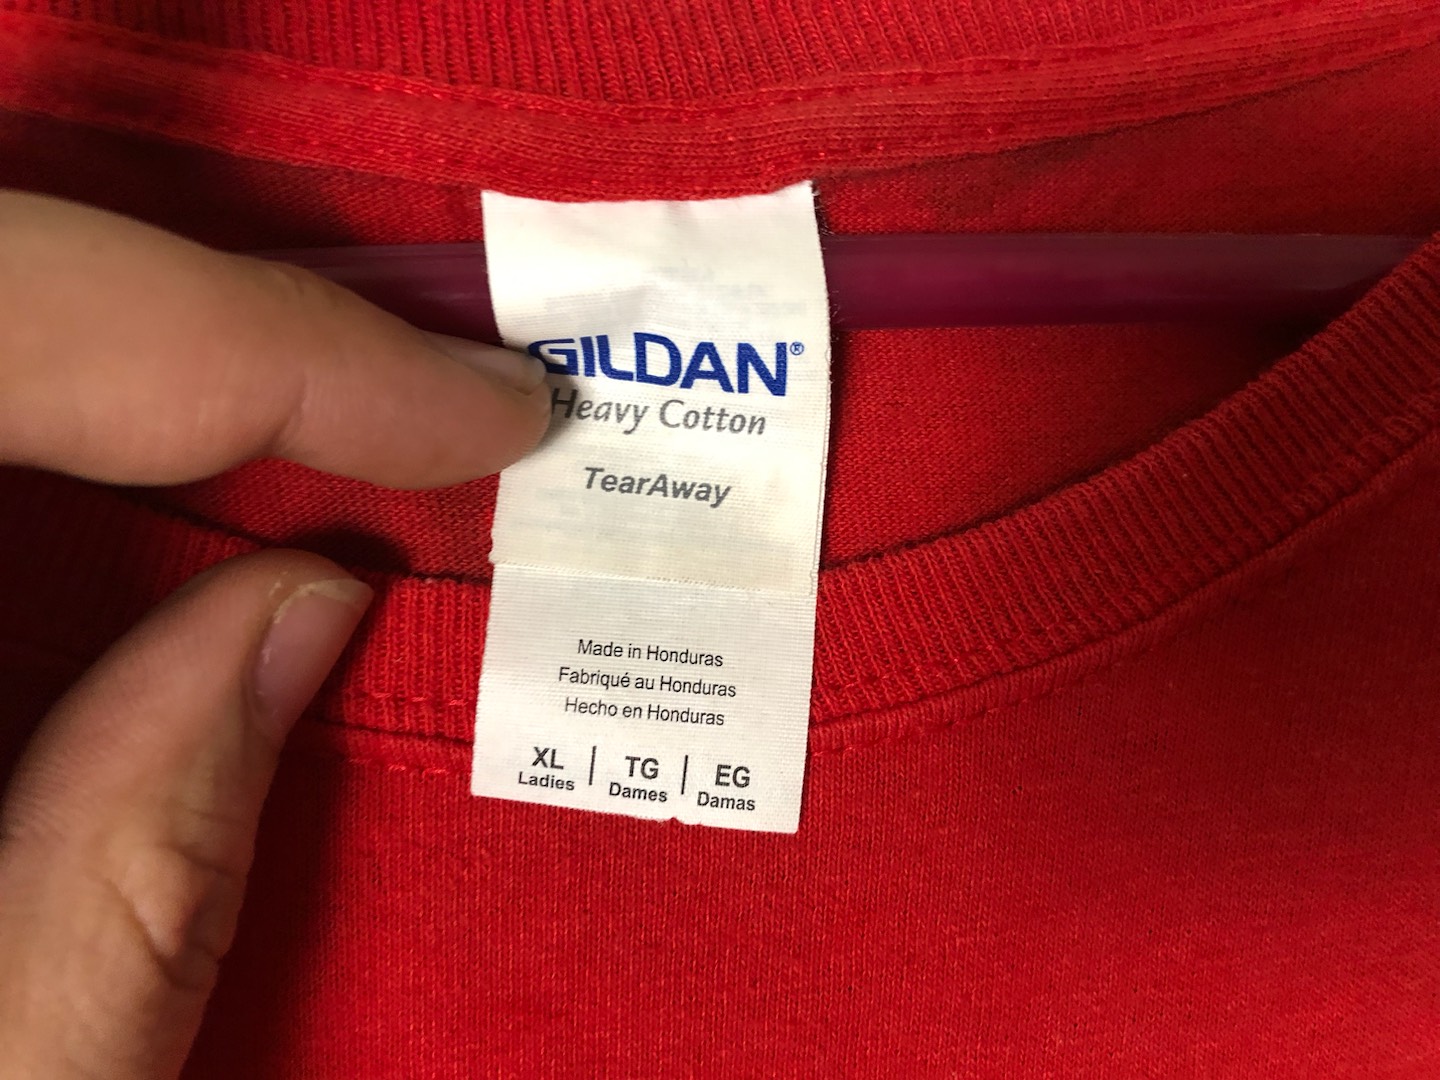 GILDAN®
Heavy Cotton
TearAway
Made in Honduras
Fabriqué au Honduras
Hecho en Honduras
XL | TG | EG
Ladies Dames Damas